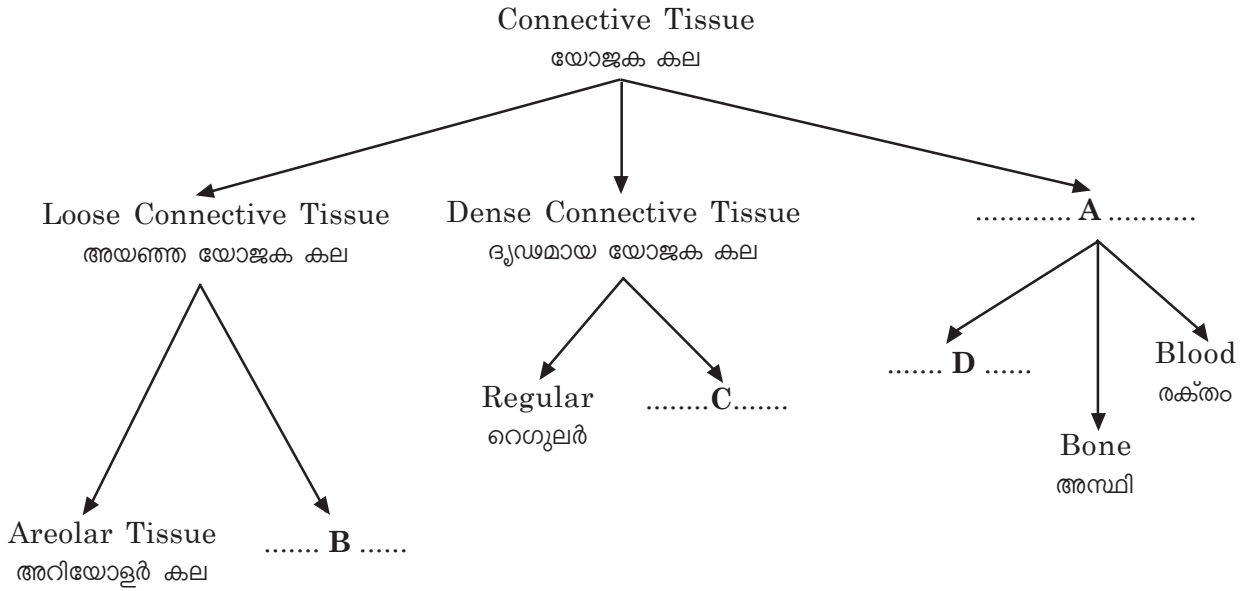 Connective Tissue
യോജക കല
Loose Connective Tissue
അയഞ്ഞ യോജക കല
Dense Connective Tissue
ദൃഢമായ യോജക കല
............ A ...........
Regular
റെഗുലർ
........C.......
....... D ......
Bone
അസ്ഥി
Blood
രക്തം
Areolar Tissue
അറിയോളർ കല
....... B ......